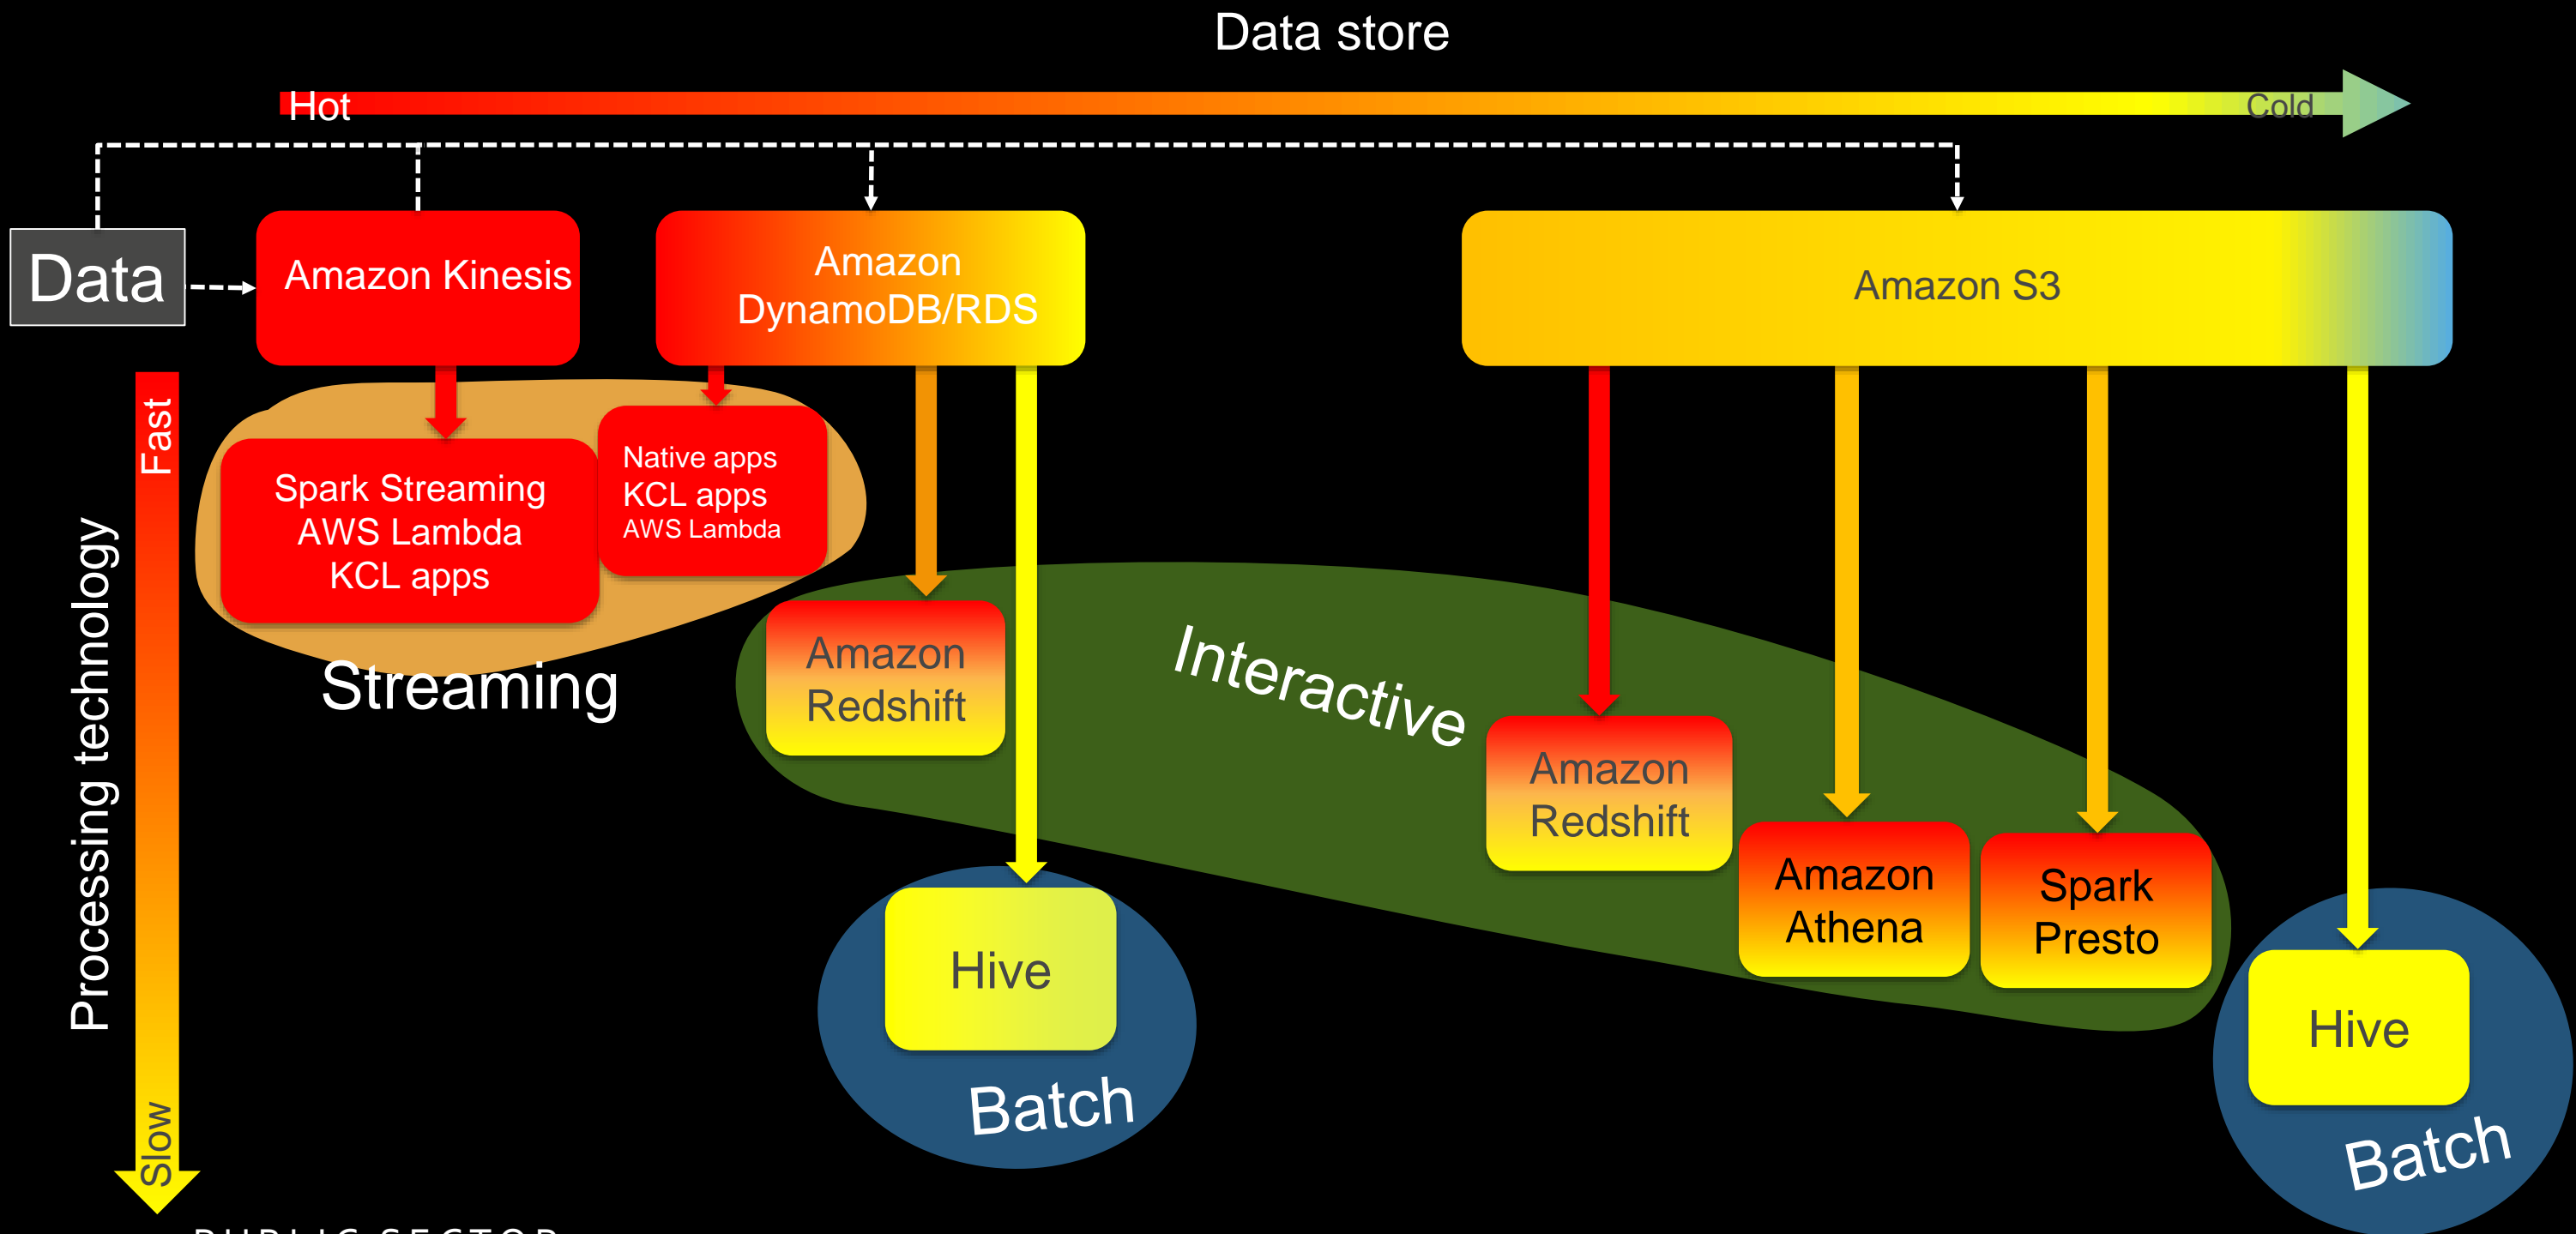 Data store
Hot
Cold
Data
Amazon Kinesis
Amazon
DynamoDB/RDS
Amazon S3
Fast
Processing technology
Slow
Spark Streaming
AWS Lambda
KCL apps
Native apps
KCL apps
AWS Lambda
Streaming
Amazon
Redshift
Interactive
Amazon
Redshift
Amazon
Athena
Spark
Presto
Hive
Batch
Hive
Batch
PUBLIC SECTOR